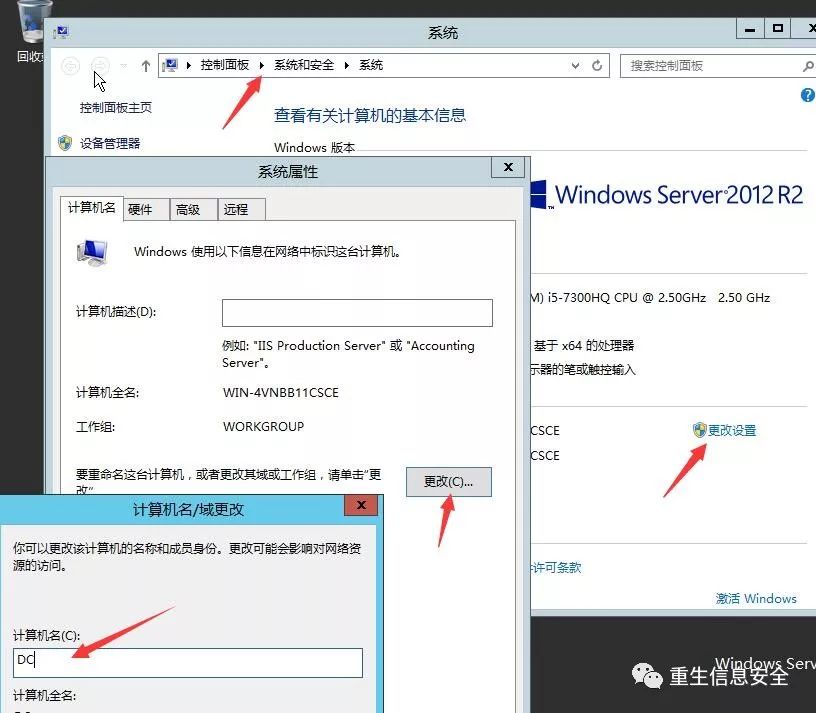 回收
系统
控制面板 系统和安全 系统
搜索控制面板
控制面板主页
设备管理器
查看有关计算机的基本信息
Windows 版本
Windows Server 2012 R2
M) i5-7300HQ CPU @ 2.50GHz 2.50 GHz
基于 x64 的处理器
示器的笔或触控输入
CSCE
更改设置
CSCE
许可条款
激活 Windows
系统属性
计算机名 硬件 高级 远程
Windows 使用以下信息在网络中标识这台计算机。
计算机描述(D):
例如: "IIS Production Server" 或 "Accounting
Server"。
计算机全名: WIN-4VNBB11CSCE
工作组: WORKGROUP
要重命名这台计算机，或者更改其域或工作组，请单击"更
改"
更改(C)...
计算机名/域更改
你可以更改该计算机的名称和成员身份。更改可能会影响对网络资
源的访问。
计算机名(C):
DC
计算机全名:
Windows Serv
重生信息安全